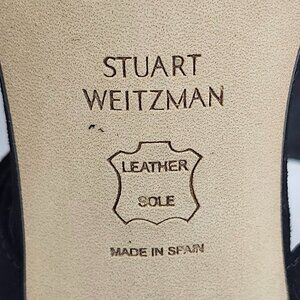 STUART
WEITZMAN
LEATHER
SOLE
MADE IN SPAIN